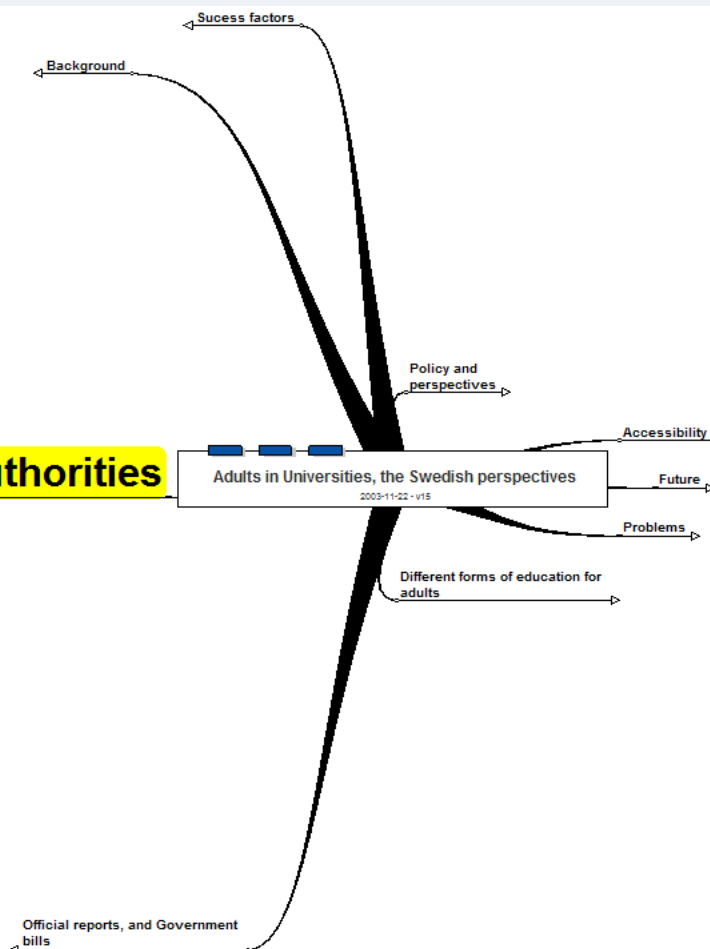 Sucess factors
Background
Policy and
perspectives
Accessibility
uthorities
Adults in Universities, the Swedish perspectives
2003-11-22 - v15
Future
Problems
Different forms of education for
adults
Official reports, and Government
bills